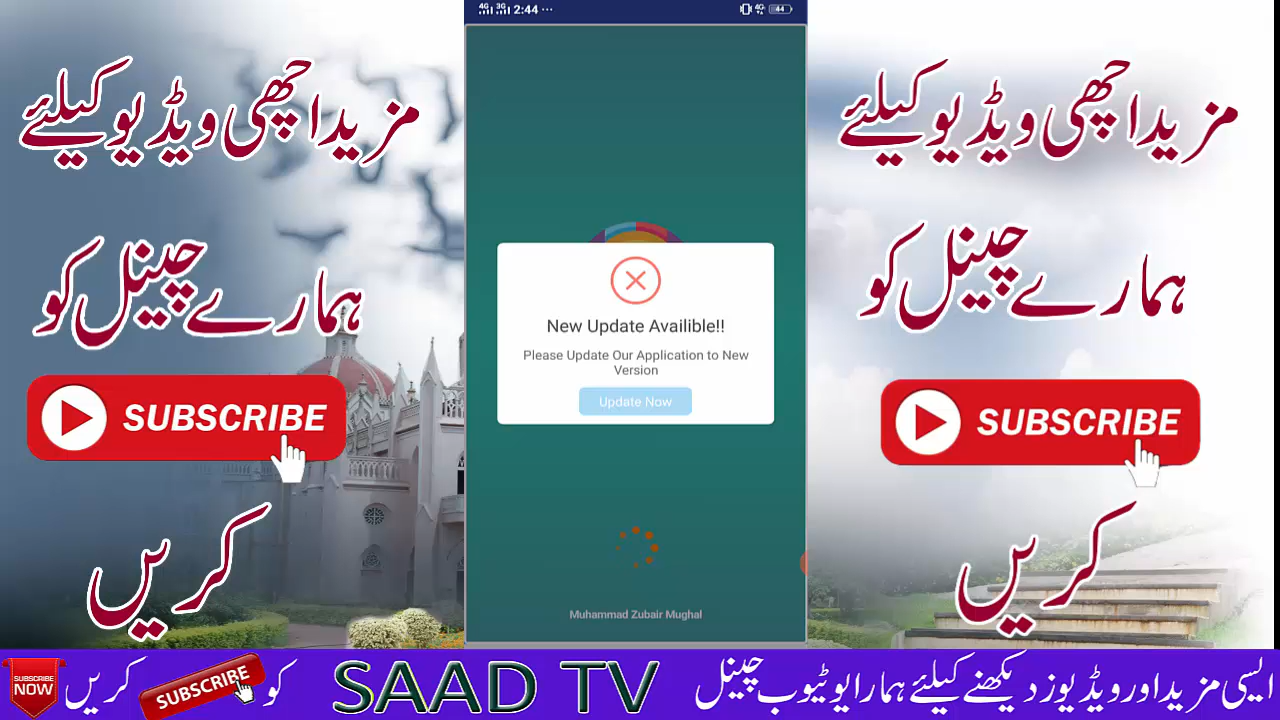 مزید اچھی ویڈیو کیلئے
ہمارے چینل کو
SUBSCRIBE
کریں
4G 3G 2:44 ···
4G 44
New Update Availible!!
Please Update Our Application to New
Version
Update Now
Muhammad Zubair Mughal
مزید اچھی ویڈیو کیلئے
ہمارے چینل کو
SUBSCRIBE
کریں
ایسی مزید اور ویڈیوز دیکھنے کیلئے ہمارا یوٹیوب چینل SAAD TV کو SUBSCRIBE کریں
SUBSCRIBE
NOW